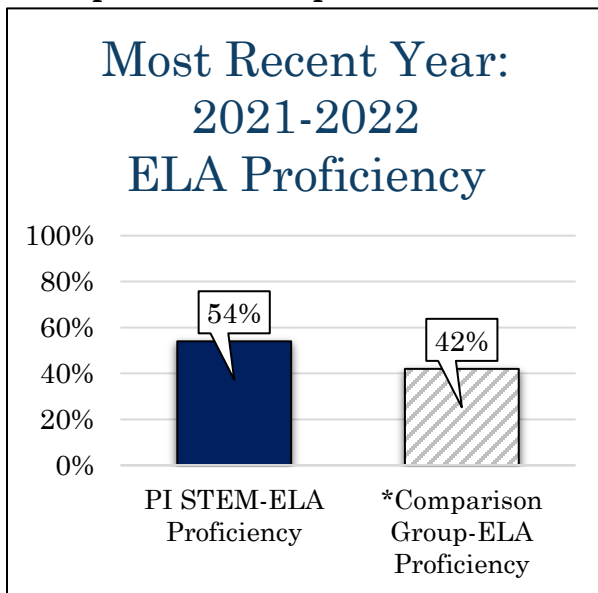 Most Recent Year:
2021-2022
ELA Proficiency
100%
80%
60%
40%
20%
0%
54%
42%
PI STEM-ELA
Proficiency
*Comparison
Group-ELA
Proficiency